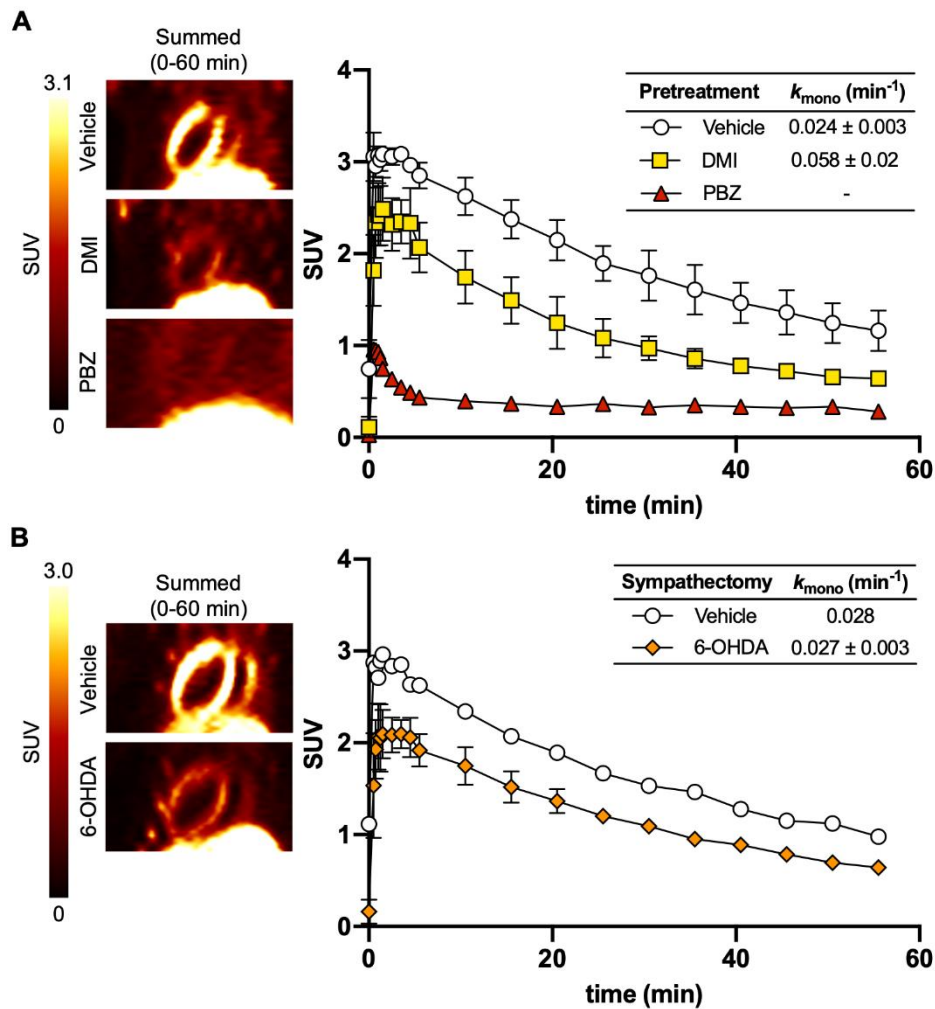 A
Summed
(0-60 min)
3.1
SUV
0
Vehicle
DMI
PBZ
4
3
2
1
0
SUV
0 20 40 60
time (min)
Pretreatment kmono (min-1)
Vehicle 0.024 ± 0.003
DMI 0.058 ± 0.02
PBZ -
B
Summed
(0-60 min)
3.0
SUV
0
Vehicle
6-OHDA
4
3
2
1
0
SUV
0 20 40 60
time (min)
Sympathectomy kmono (min-1)
Vehicle 0.028
6-OHDA 0.027 ± 0.003